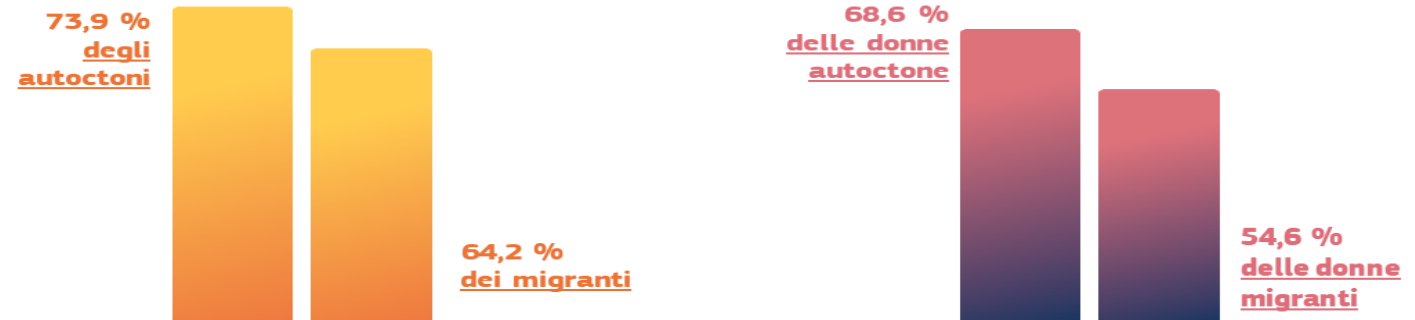 73,9 %
degli
autoctoni
64,2 %
dei migranti
68,6 %
delle donne
autoctone
54,6 %
delle donne
migranti